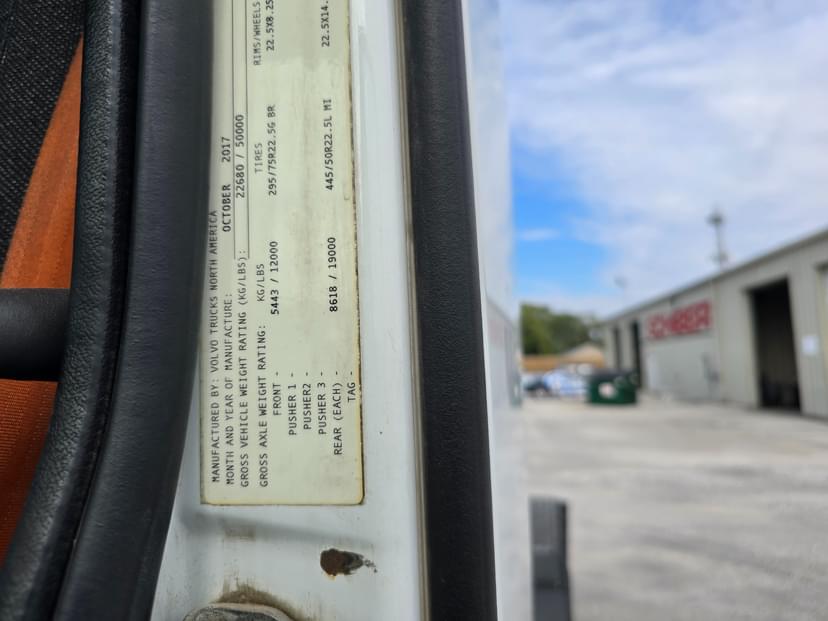 MANUFACTURED BY: VOLVO TRUCKS NORTH AMERICA
MONTH AND YEAR OF MANUFACTURE: OCTOBER 2017
GROSS VEHICLE WEIGHT RATING (KG/LBS): 22680 / 50000
GROSS AXLE WEIGHT RATING: KG/LBS TIRES RIMS/WHEELS
FRONT - 5443 / 12000 295/75R22.5G BR 22.5X8.25
PUSHER 1 -
PUSHER2 -
PUSHER 3 -
REAR (EACH) - 8618 / 19000 445/50R22.5L MI 22.5X14.
TAG -